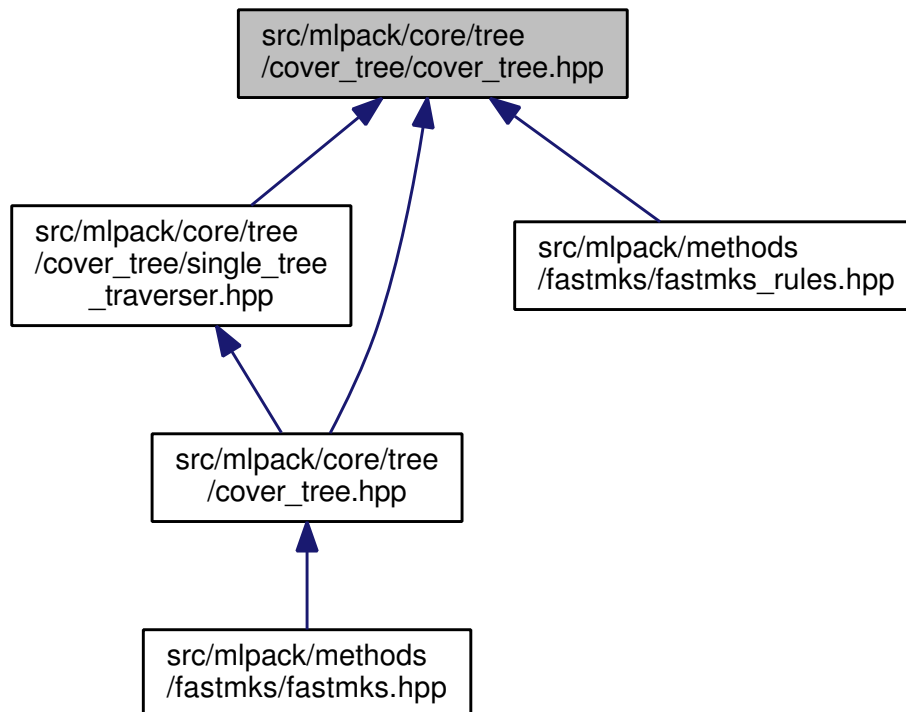 src/mlpack/core/tree
/cover_tree/cover_tree.hpp
src/mlpack/core/tree
/cover_tree/single_tree
_traverser.hpp
src/mlpack/methods
/fastmks/fastmks_rules.hpp
src/mlpack/core/tree
/cover_tree.hpp
src/mlpack/methods
/fastmks/fastmks.hpp